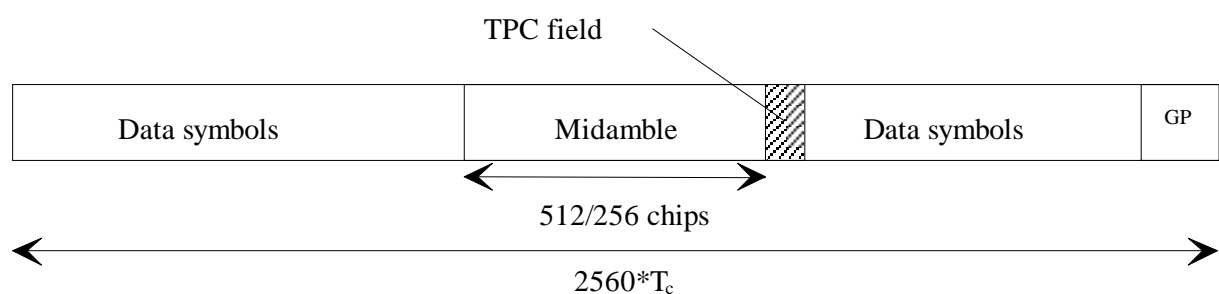 TPC field
Data symbols
Midamble
Data symbols
GP
512/256 chips
2560*Tc